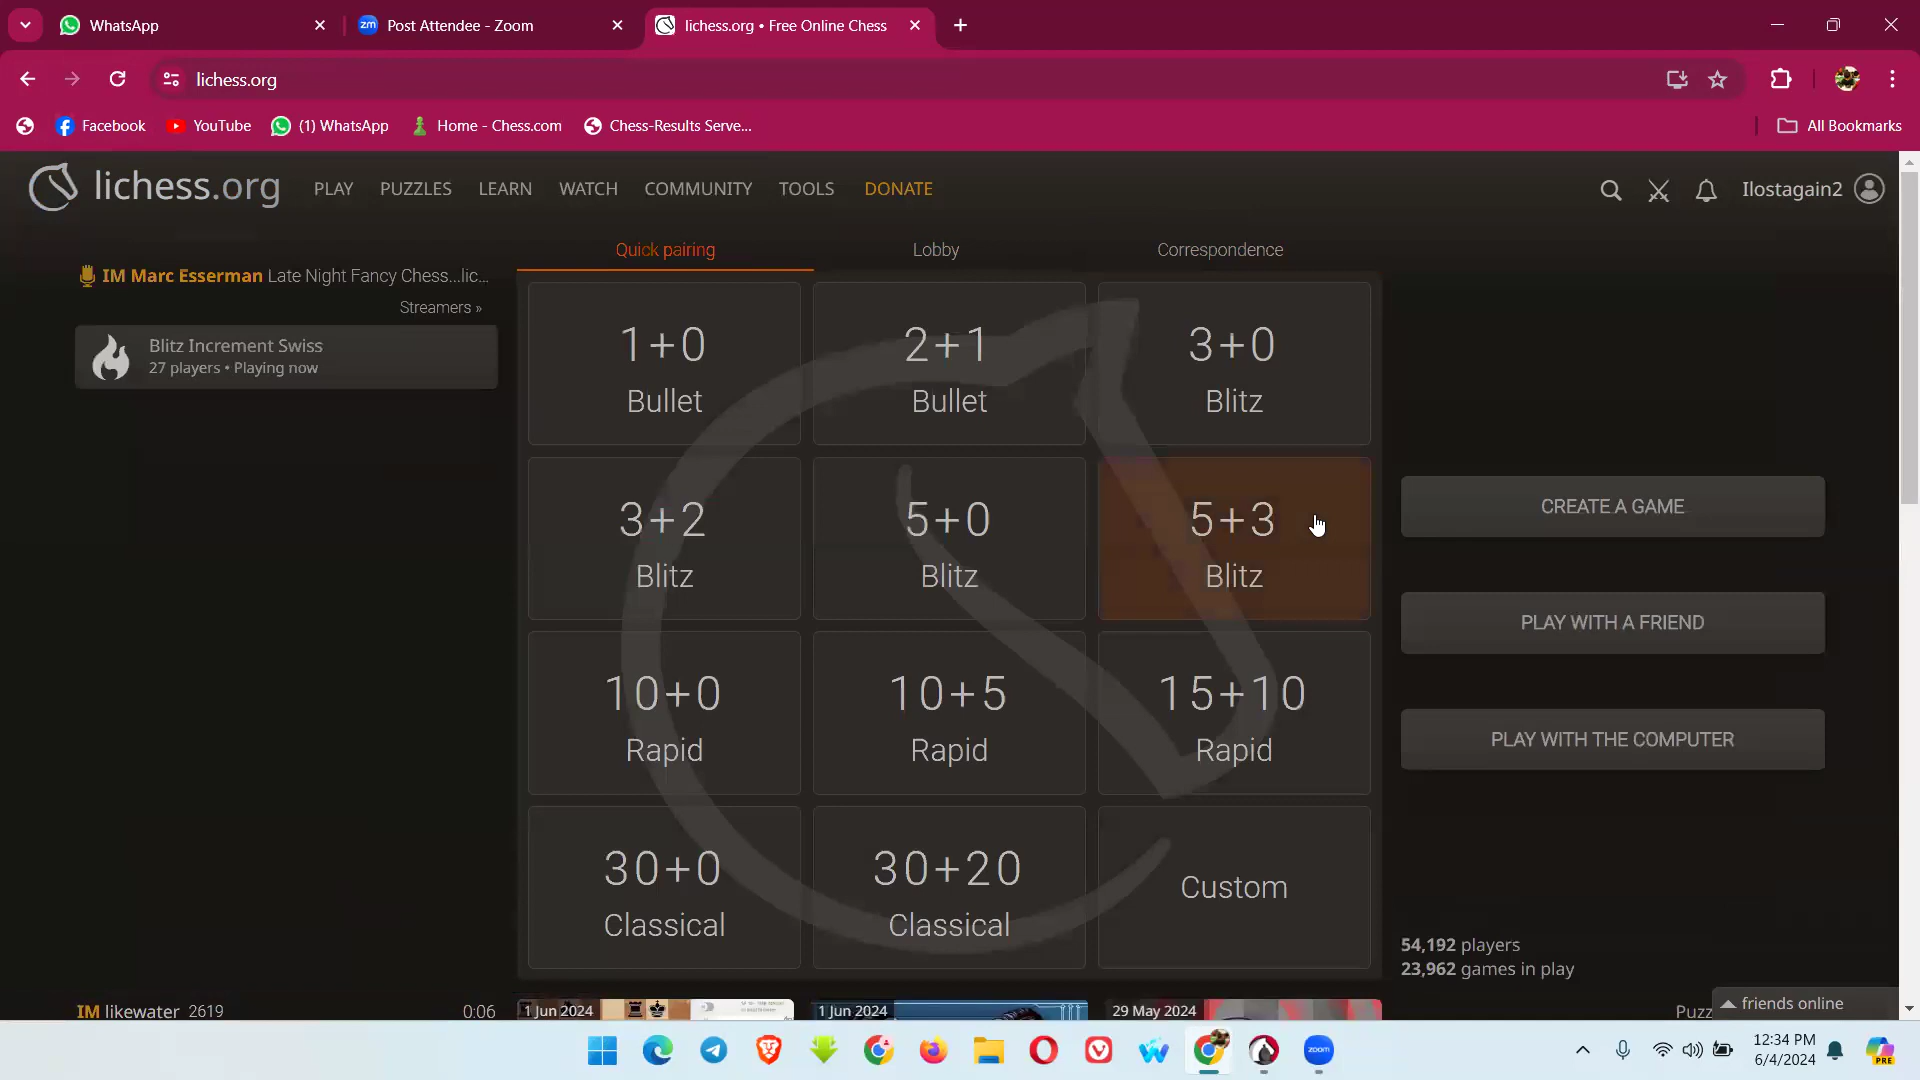 WhatsApp
Post Attendee - Zoom
lichess.org • Free Online Chess
lichess.org
Facebook
YouTube
(1) WhatsApp
Home - Chess.com
Chess-Results Serve...
All Bookmarks
lichess.org
PLAY
PUZZLES
LEARN
WATCH
COMMUNITY
TOOLS
DONATE
Ilostagain2
IM Marc Esserman Late Night Fancy Chess...lic...
Streamers »
Blitz Increment Swiss
27 players • Playing now
Quick pairing
Lobby
Correspondence
1+0
Bullet
2+1
Bullet
3+0
Blitz
3+2
Blitz
5+0
Blitz
5+3
Blitz
10+0
Rapid
10+5
Rapid
15+10
Rapid
30+0
Classical
30+20
Classical
Custom
CREATE A GAME
PLAY WITH A FRIEND
PLAY WITH THE COMPUTER
54,192 players
23,962 games in play
IM likewater 2619
0:06
1 Jun 2024
1 Jun 2024
29 May 2024
Puzz
friends online
zm
zoom
12:34 PM
6/4/2024
PRE